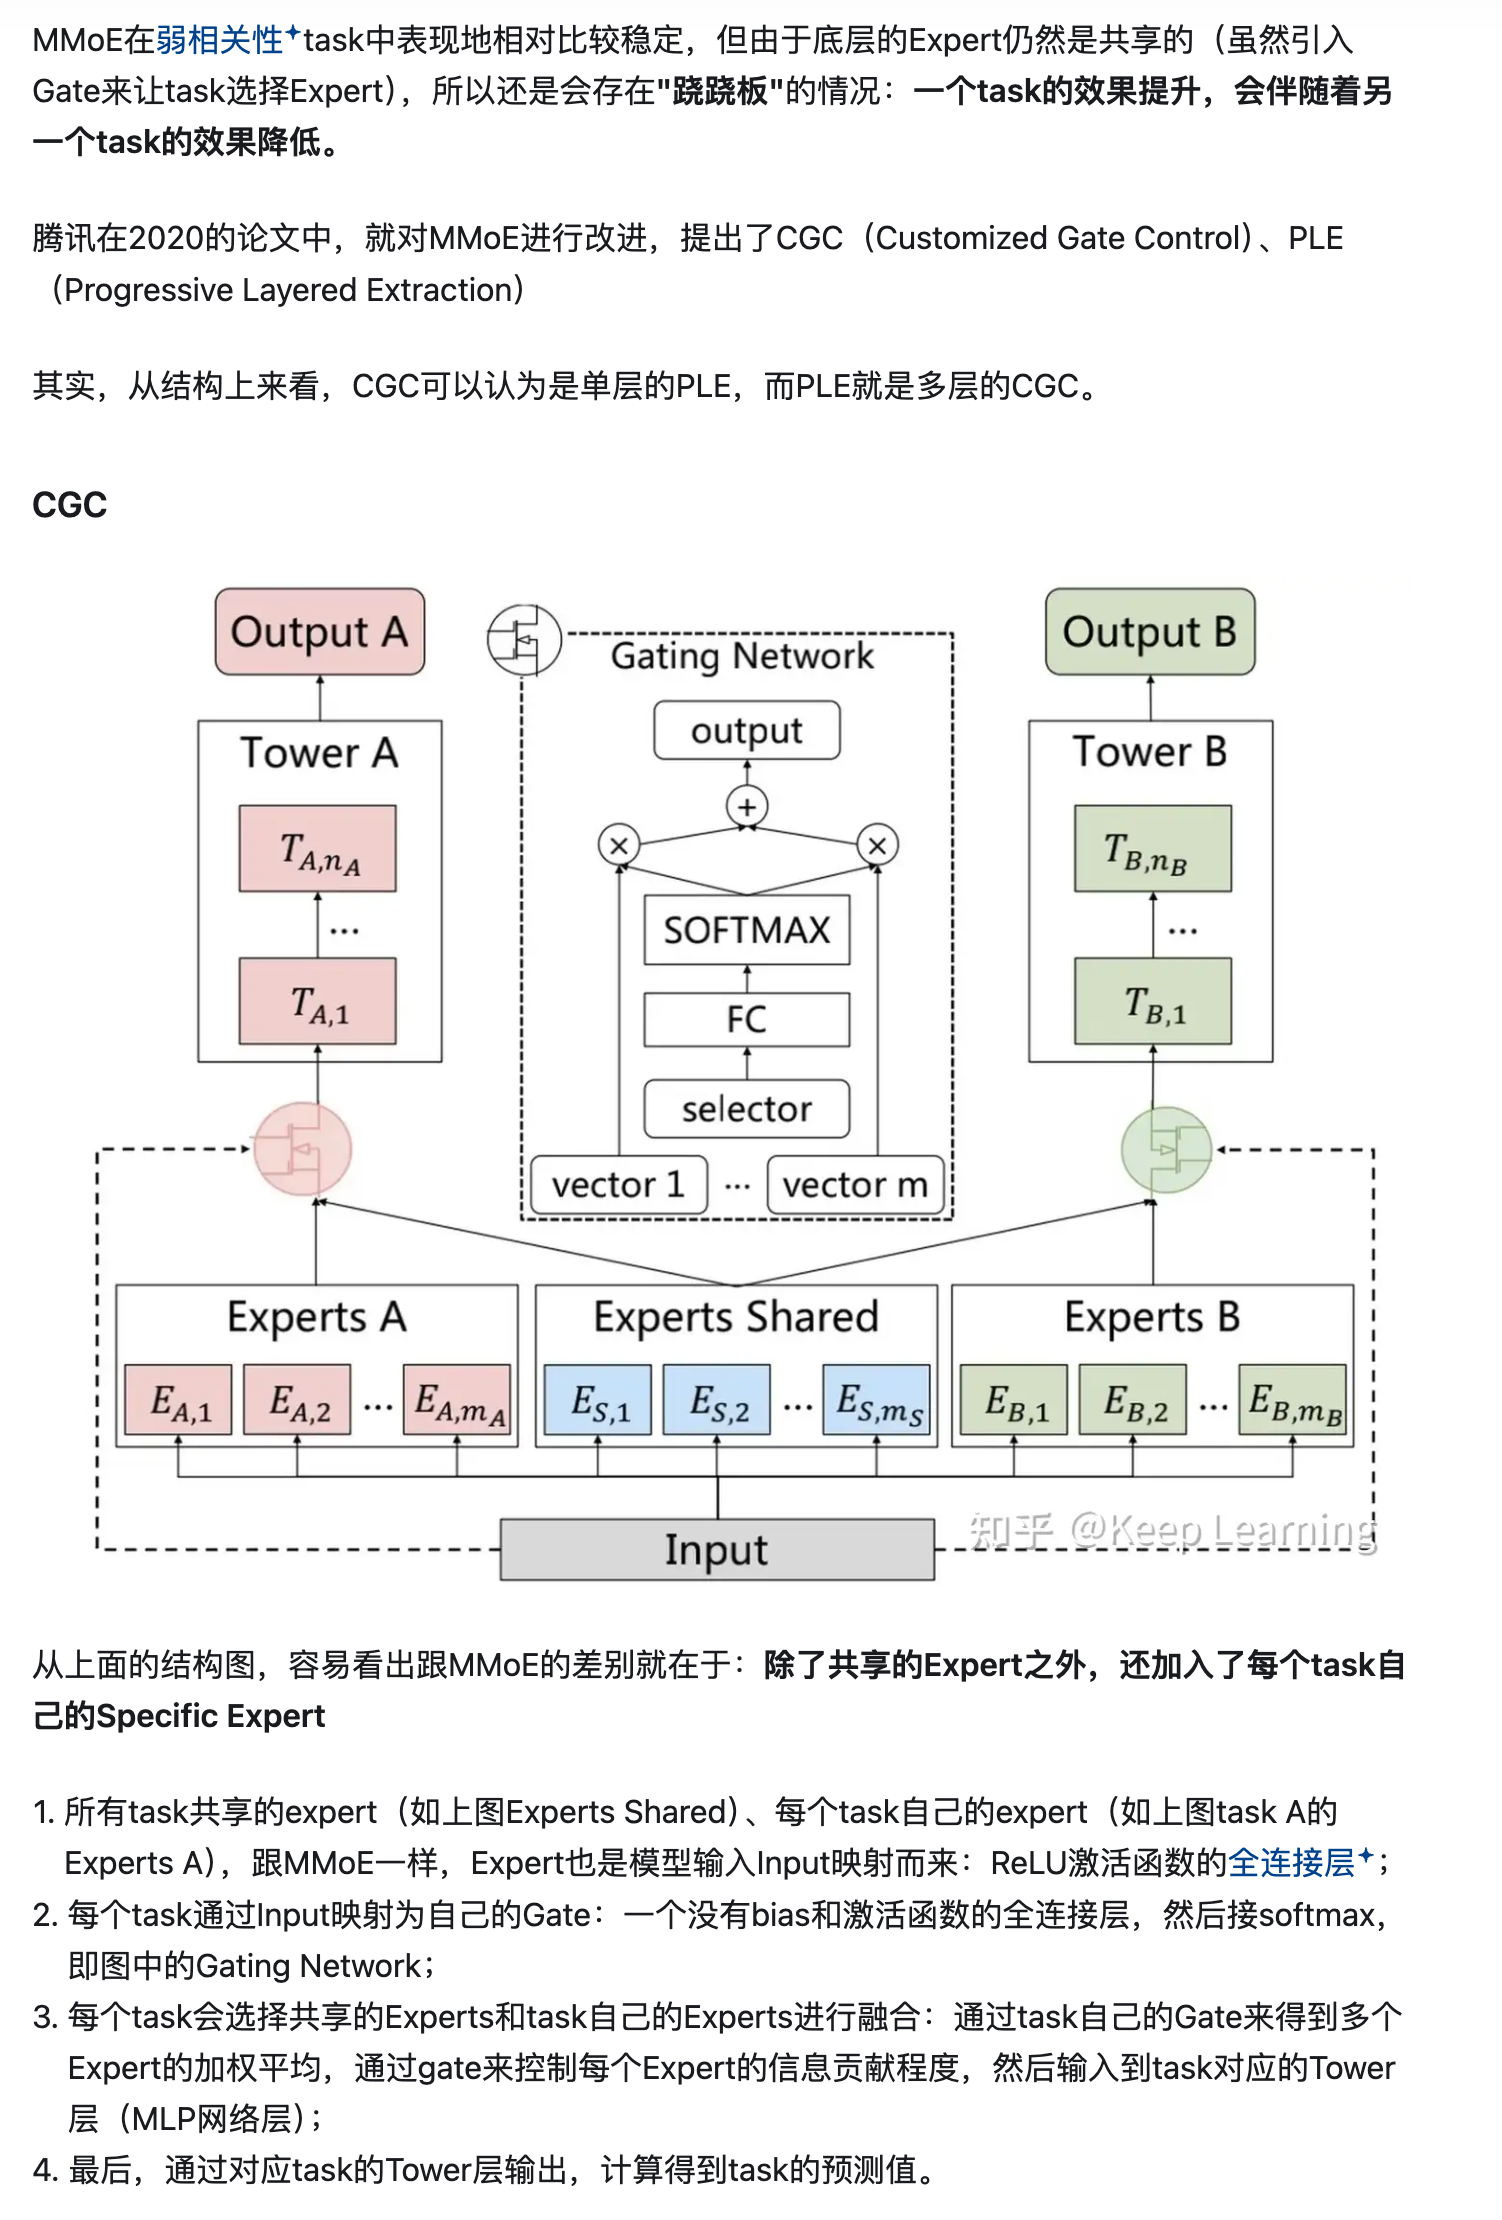 MMoE在弱相关性task中表现地相对比较稳定，但由于底层的Expert仍然是共享的（虽然引入
Gate来让task选择Expert），所以还是会存在"跷跷板"的情况：一个task的效果提升，会伴随着另
一个task的效果降低。
腾讯在2020的论文中，就对MMoE进行改进，提出了CGC（Customized Gate Control）、PLE
（Progressive Layered Extraction）
其实，从结构上来看，CGC可以认为是单层的PLE，而PLE就是多层的CGC。
CGC
Output A
Gating Network
Output B
Tower A
output
Tower B
+
× ×
T_{A,n_A}
T_{B,n_B}
...
SOFTMAX
...
T_{A,1}
FC
T_{B,1}
selector
vector 1 ... vector m
Experts A
Experts Shared
Experts B
E_{A,1} E_{A,2} ... E_{A,m_A}
E_{S,1} E_{S,2} ... E_{S,m_S}
E_{B,1} E_{B,2} ... E_{B,m_B}
知乎 @Keep Learning
Input
从上面的结构图，容易看出跟MMoE的差别就在于：除了共享的Expert之外，还加入了每个task自
己的Specific Expert
1. 所有task共享的expert（如上图Experts Shared）、每个task自己的expert（如上图task A的
Experts A），跟MMoE一样，Expert也是模型输入Input映射而来：ReLU激活函数的全连接层；
2. 每个task通过Input映射为自己的Gate：一个没有bias和激活函数的全连接层，然后接softmax，
即图中的Gating Network；
3. 每个task会选择共享的Experts和task自己的Experts进行融合：通过task自己的Gate来得到多个
Expert的加权平均，通过gate来控制每个Expert的信息贡献程度，然后输入到task对应的Tower
层（MLP网络层）；
4. 最后，通过对应task的Tower层输出，计算得到task的预测值。